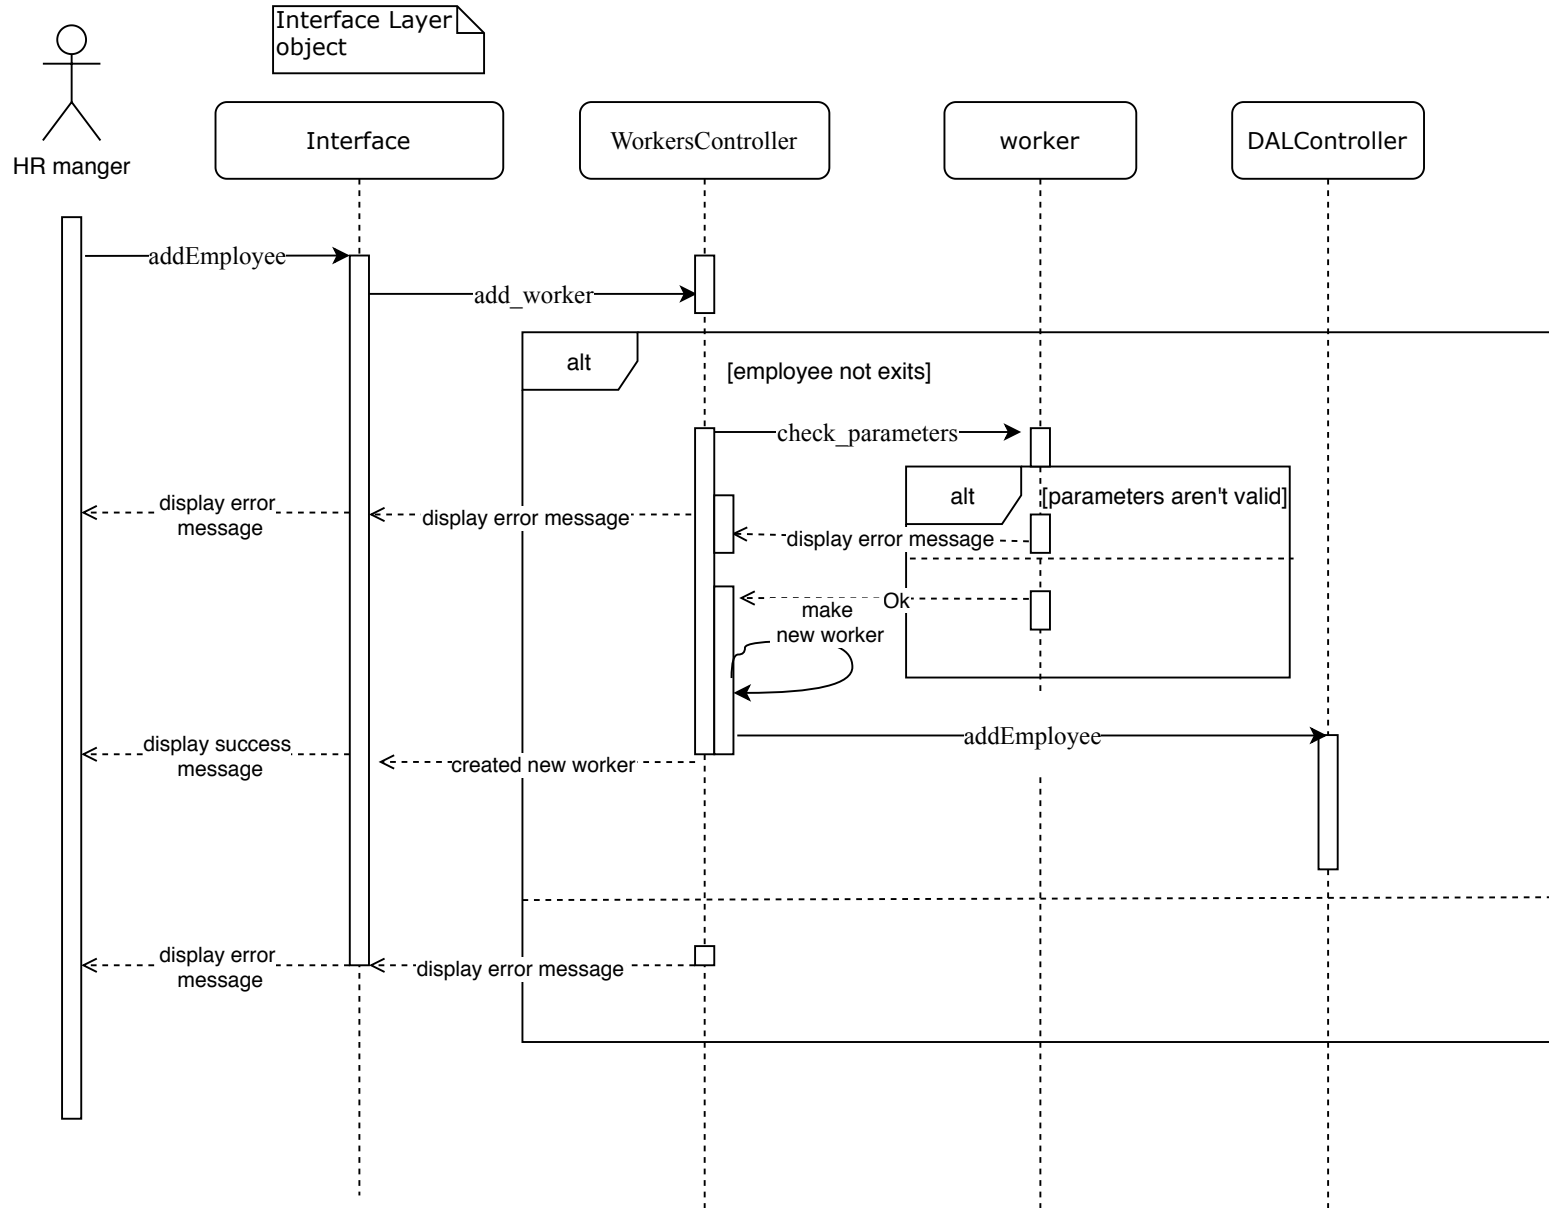 Interface Layer
object
HR manger
Interface
WorkersController
worker
DALController
addEmployee
add_worker
alt
[employee not exits]
check_parameters
alt
[parameters aren't valid]
display error
message
display error message
display error message
Ok
make
new worker
addEmployee
display success
message
created new worker
display error
message
display error message